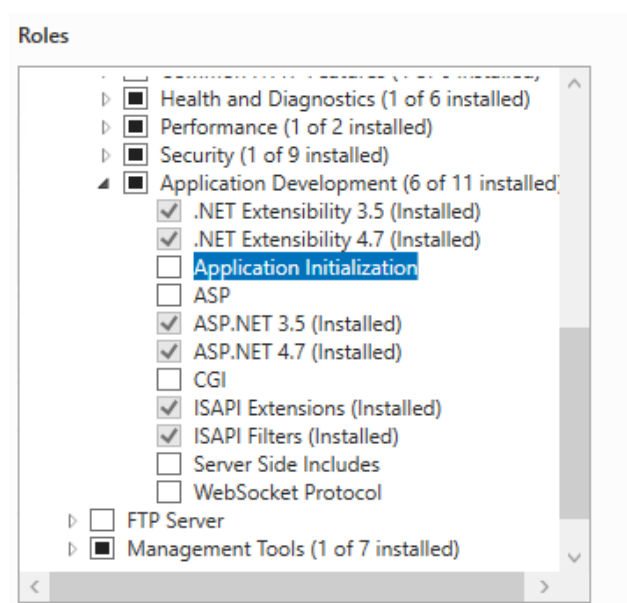 Roles
Health and Diagnostics (1 of 6 installed)
Performance (1 of 2 installed)
Security (1 of 9 installed)
Application Development (6 of 11 installed
.NET Extensibility 3.5 (Installed)
.NET Extensibility 4.7 (Installed)
Application Initialization
ASP
ASP.NET 3.5 (Installed)
ASP.NET 4.7 (Installed)
CGI
ISAPI Extensions (Installed)
ISAPI Filters (Installed)
Server Side Includes
WebSocket Protocol
FTP Server
Management Tools (1 of 7 installed)